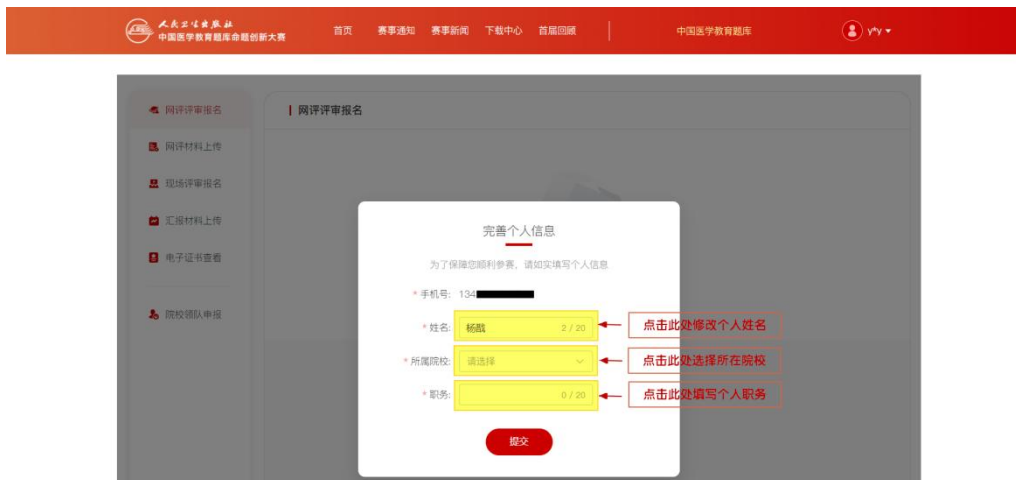 人民卫生出版社
中国医学教育题库命题创新大赛
首页 赛事通知 赛事新闻 下载中心 首届回顾 中国医学教育题库 y*y
网评评审报名
网评材料上传
现场评审报名
汇报材料上传
电子证书查看
院校领队申报
网评评审报名
完善个人信息
为了保障您顺利参赛，请如实填写个人信息
* 手机号: 134
* 姓名: 杨戬 2 / 20 点击此处修改个人姓名
* 所属院校: 请选择 点击此处选择所在院校
* 职务: 0 / 20 点击此处填写个人职务
提交